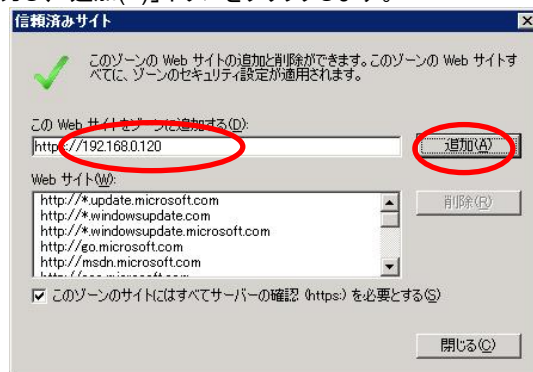 信頼済みサイト
このゾーンの Web サイトの追加と削除ができます。このゾーンの Web サイトす
べてに、ゾーンのセキュリティ設定が適用されます。
この Web サイトをゾーンに追加する(D):
https://192.168.0.120
追加(A)
Web サイト(W):
http://*.update.microsoft.com
削除(R)
http://*.windowsupdate.com
http://*.windowsupdate.microsoft.com
http://go.microsoft.com
http://msdn.microsoft.com
このゾーンのサイトにはすべてサーバーの確認 (https:) を必要とする(S)
閉じる(C)